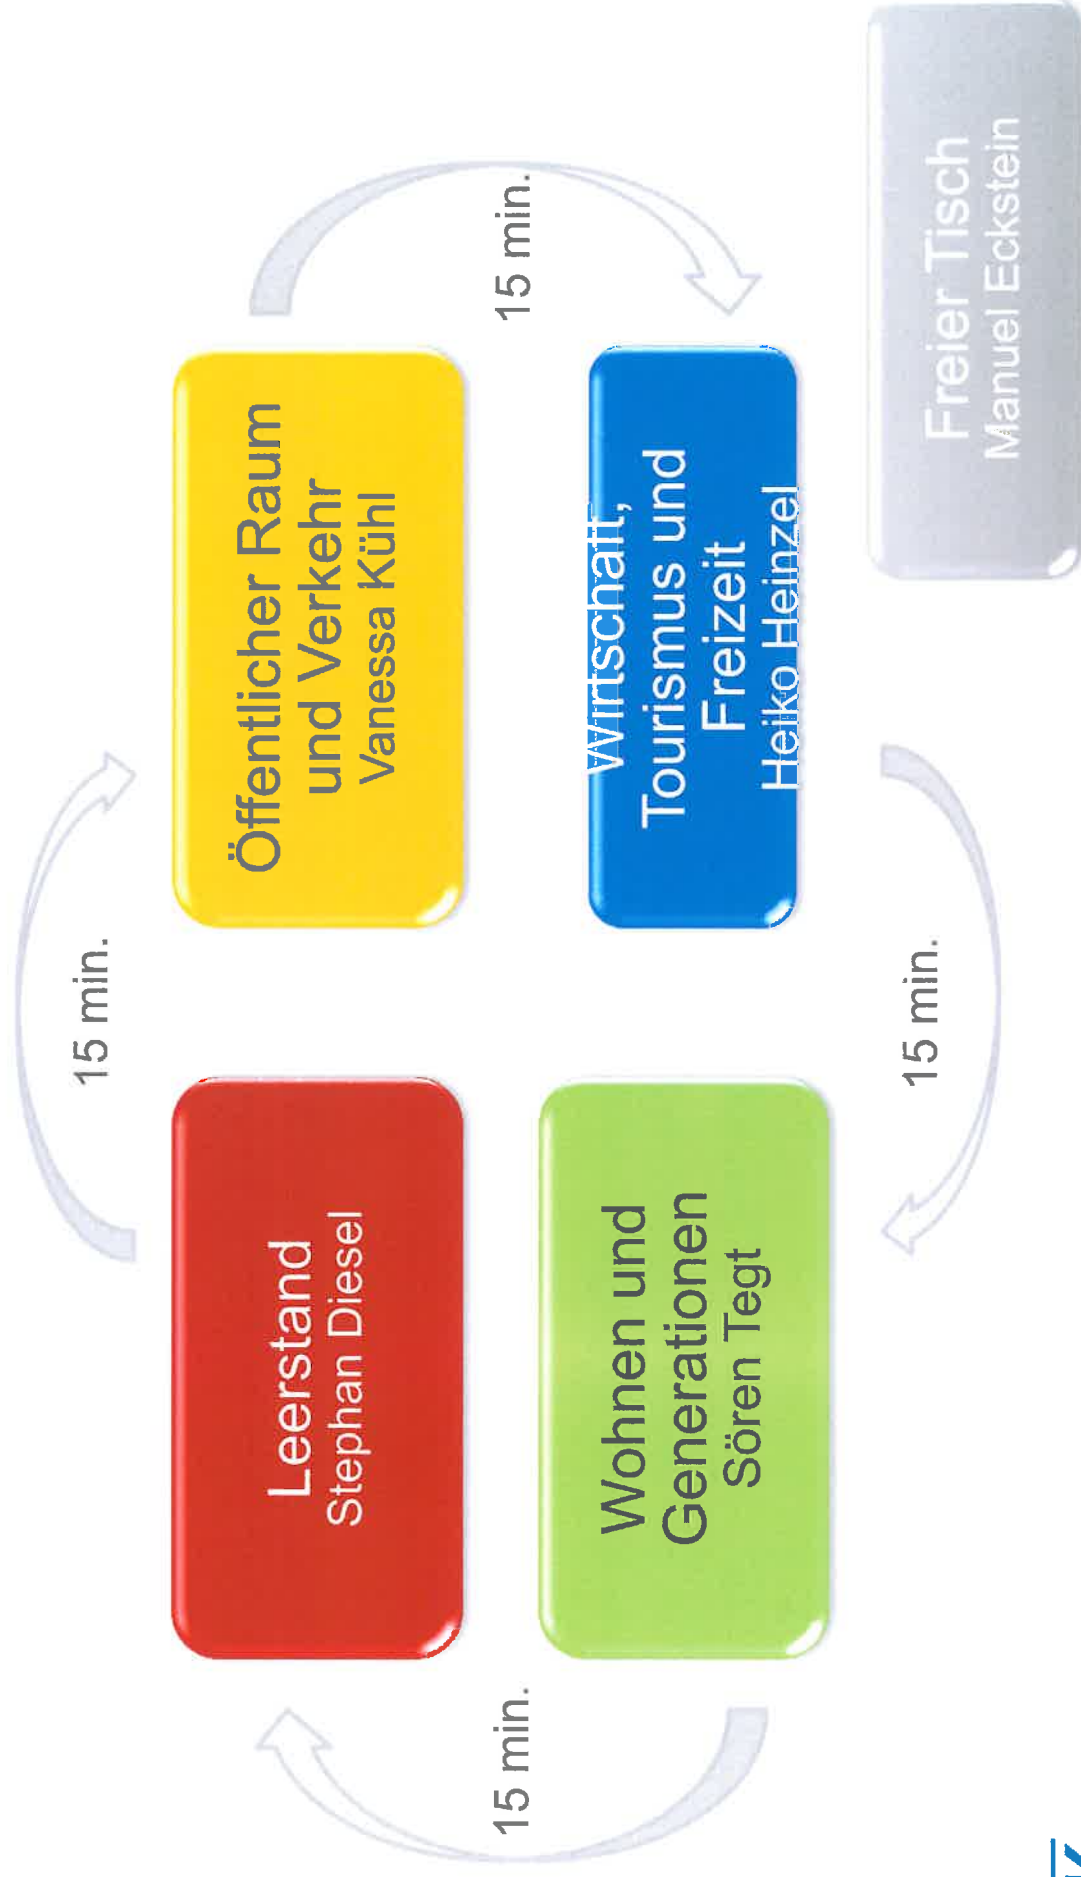 15 min.
Leerstand
Stephan Diesel
Öffentlicher Raum
und Verkehr
Vanessa Kühl
15 min.
15 min.
Wohnen und
Generationen
Sören Tegt
Wirtschaft,
Tourismus und
Freizeit
Heiko Heinzel
15 min.
Freier Tisch
Manuel Eckstein